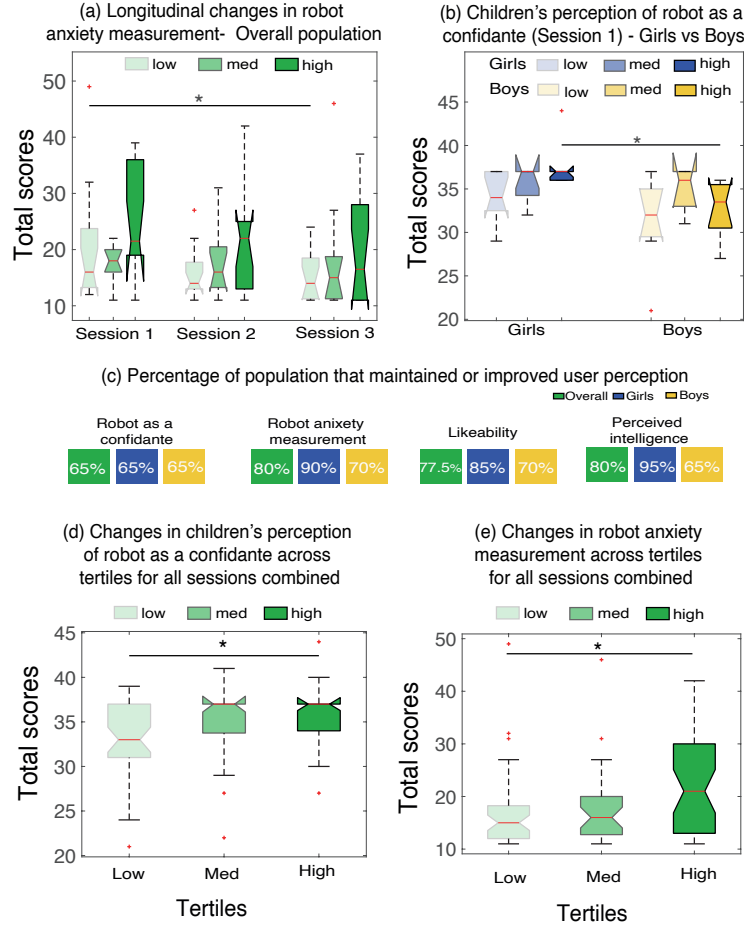 (a) Longitudinal changes in robot
anxiety measurement- Overall population
low med high
*
Total scores
50
40
30
20
10
Session 1 Session 2 Session 3
(b) Children's perception of robot as a
confidante (Session 1) - Girls vs Boys
Girls low med high
Boys low med high
*
Total scores
45
40
35
30
25
20
Girls Boys
(c) Percentage of population that maintained or improved user perception
Overall Girls Boys
Robot as a
confidante
65% 65% 65%
Robot anixety
measurement
80% 90% 70%
Likeability
77.5% 85% 70%
Perceived
intelligence
80% 95% 65%
(d) Changes in children's perception
of robot as a confidante across
tertiles for all sessions combined
low med high
*
Total scores
45
40
35
30
25
20
Low Med High
Tertiles
(e) Changes in robot anxiety
measurement across tertiles
for all sessions combined
low med high
*
Total scores
50
40
30
20
10
Low Med High
Tertiles